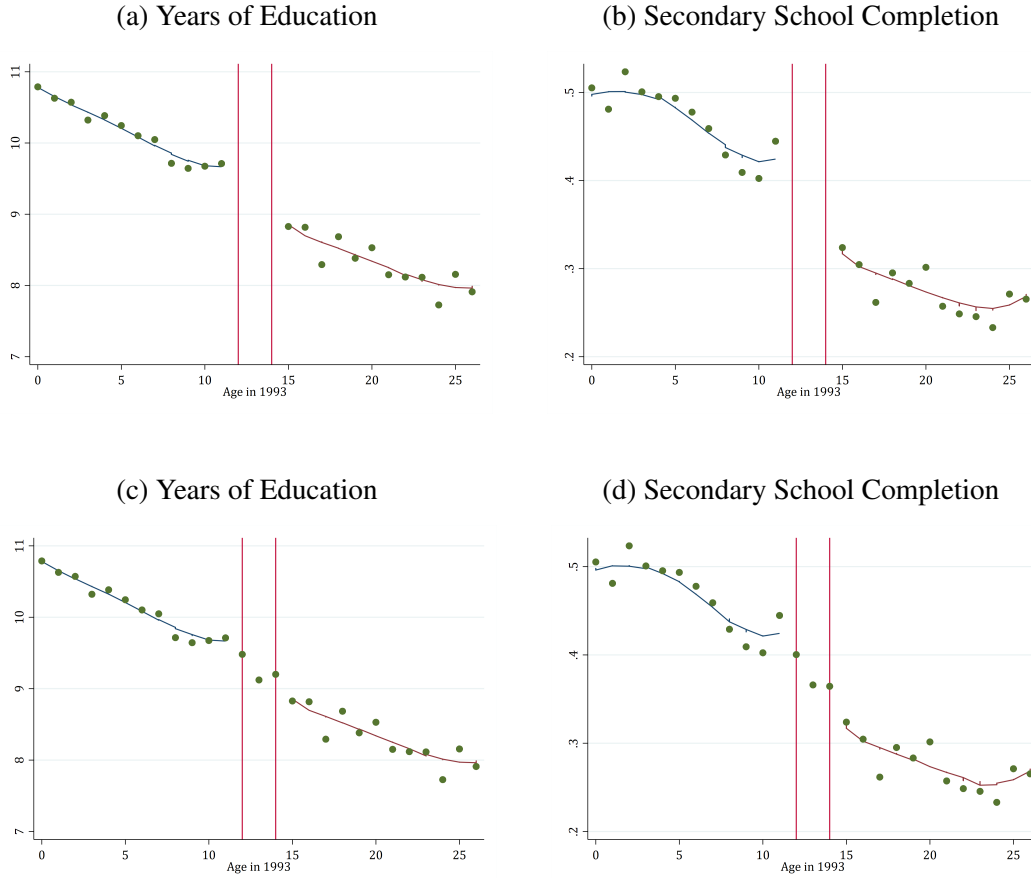 (a) Years of Education
11
10
9
8
7
0 5 10 15 20 25
Age in 1993
(b) Secondary School Completion
.5
.4
.3
.2
0 5 10 15 20 25
Age in 1993
(c) Years of Education
11
10
9
8
7
0 5 10 15 20 25
Age in 1993
(d) Secondary School Completion
.5
.4
.3
.2
0 5 10 15 20 25
Age in 1993